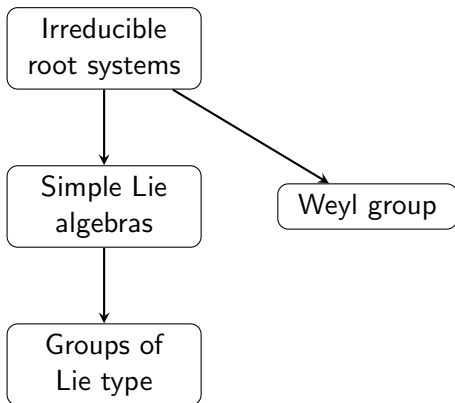 Irreducible
root systems
Simple Lie
algebras
Weyl group
Groups of
Lie type